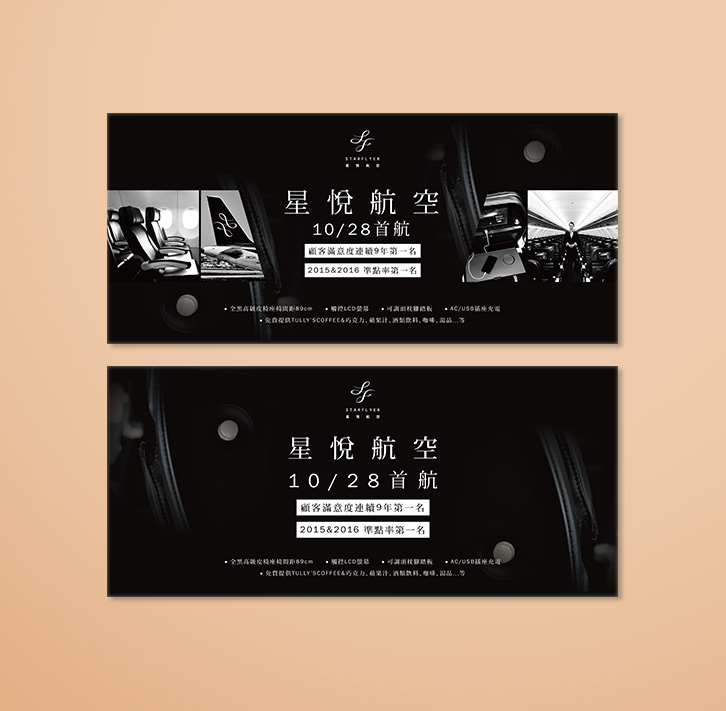 STARFLYER
星悅航空
星悅航空
10/28首航
顧客滿意度連續9年第一名
2015&2016 準點率第一名
• 全黑高級皮椅座椅間距89cm • 觸控LCD螢幕 • 可調頭枕腳踏板 • AC/USB插座充電
• 免費提供TULLY'SCOFFEE&巧克力、蘋果汁、酒類飲料、咖啡、湯品...等
STARFLYER
星悅航空
星悅航空
10/28首航
顧客滿意度連續9年第一名
2015&2016 準點率第一名
• 全黑高級皮椅座椅間距89cm • 觸控LCD螢幕 • 可調頭枕腳踏板 • AC/USB插座充電
• 免費提供TULLY'SCOFFEE&巧克力、蘋果汁、酒類飲料、咖啡、湯品...等